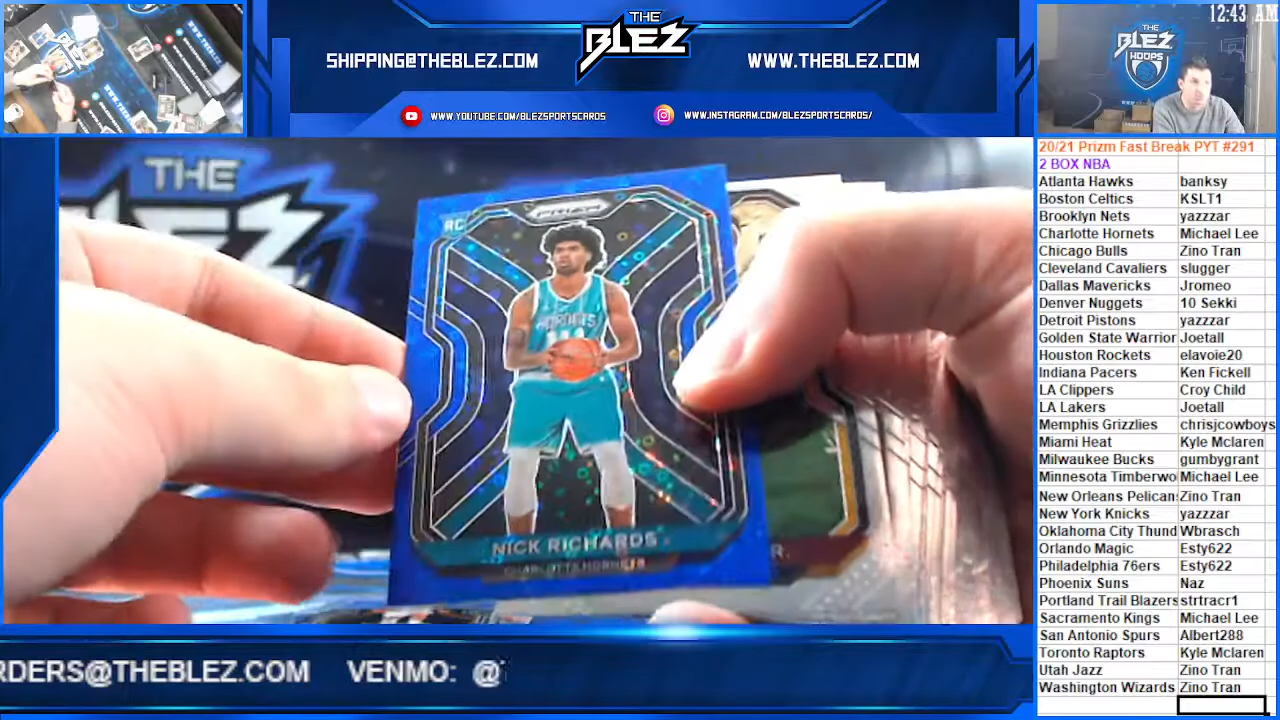 THE
BLEZ
12:43 AM
THE
BLEZ
HOOPS
SHIPPING@THEBLEZ.COM
WWW.THEBLEZ.COM
WWW.YOUTUBE.COM/BLEZSPORTSCARDS
WWW.INSTAGRAM.COM/BLEZSPORTSCARDS/
THE
RC
PRIZM
HORNETS
NICK RICHARDS
CHARLOTTE HORNETS
R.
20/21 Prizm Fast Break PYT #291
2 BOX NBA
Atlanta Hawks banksy
Boston Celtics KSLT1
Brooklyn Nets yazzzar
Charlotte Hornets Michael Lee
Chicago Bulls Zino Tran
Cleveland Cavaliers slugger
Dallas Mavericks Jromeo
Denver Nuggets 10 Sekki
Detroit Pistons yazzzar
Golden State Warrior Joetall
Houston Rockets elavoie20
Indiana Pacers Ken Fickell
LA Clippers Croy Child
LA Lakers Joetall
Memphis Grizzlies chrisjcowboys
Miami Heat Kyle Mclaren
Milwaukee Bucks gumbygrant
Minnesota Timberwo Michael Lee
New Orleans Pelican Zino Tran
New York Knicks yazzzar
Oklahoma City Thund Wbrasch
Orlando Magic Esty622
Philadelphia 76ers Esty622
Phoenix Suns Naz
Portland Trail Blazers strtracr1
Sacramento Kings Michael Lee
San Antonio Spurs Albert288
Toronto Raptors Kyle Mclaren
Utah Jazz Zino Tran
Washington Wizards Zino Tran
RDERS@THEBLEZ.COM VENMO: @